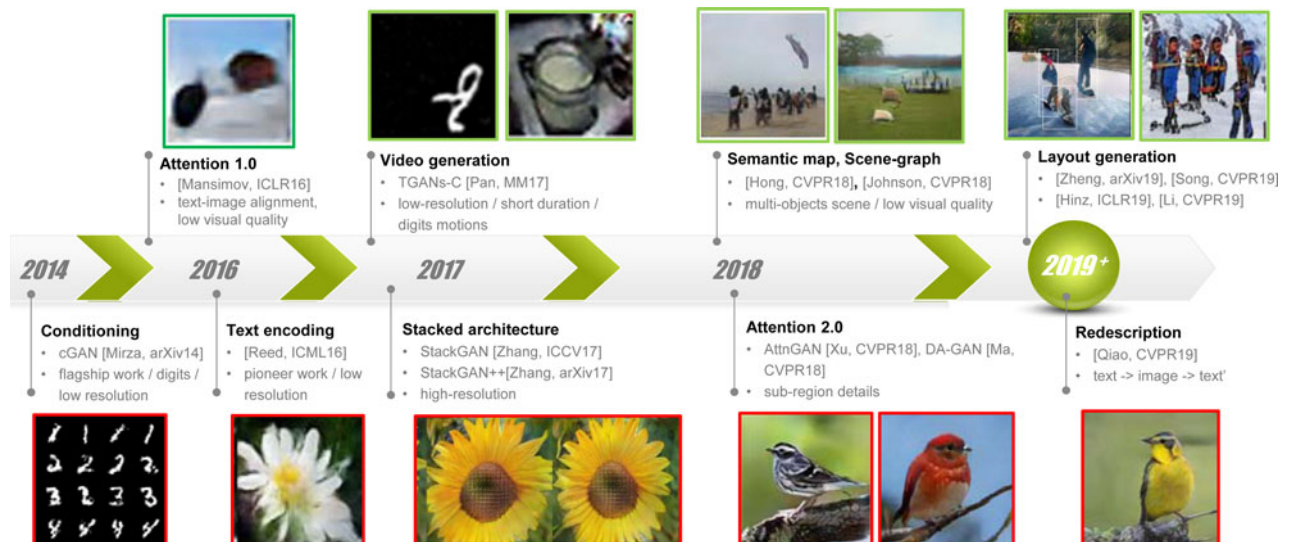 Attention 1.0
• [Mansimov, ICLR16]
• text-image alignment,
low visual quality
Video generation
• TGANs-C [Pan, MM17]
• low-resolution / short duration /
digits motions
Semantic map, Scene-graph
• [Hong, CVPR18], [Johnson, CVPR18]
• multi-objects scene / low visual quality
Layout generation
• [Zheng, arXiv19], [Song, CVPR19]
• [Hinz, ICLR19], [Li, CVPR19]
2014
2016
2017
2018
2019+
Conditioning
• cGAN [Mirza, arXiv14]
• flagship work / digits /
low resolution
Text encoding
• [Reed, ICML16]
• pioneer work / low
resolution
Stacked architecture
• StackGAN [Zhang, ICCV17]
• StackGAN++[Zhang, arXiv17]
• high-resolution
Attention 2.0
• AttnGAN [Xu, CVPR18], DA-GAN [Ma,
CVPR18]
• sub-region details
Redescription
• [Qiao, CVPR19]
• text -> image -> text'